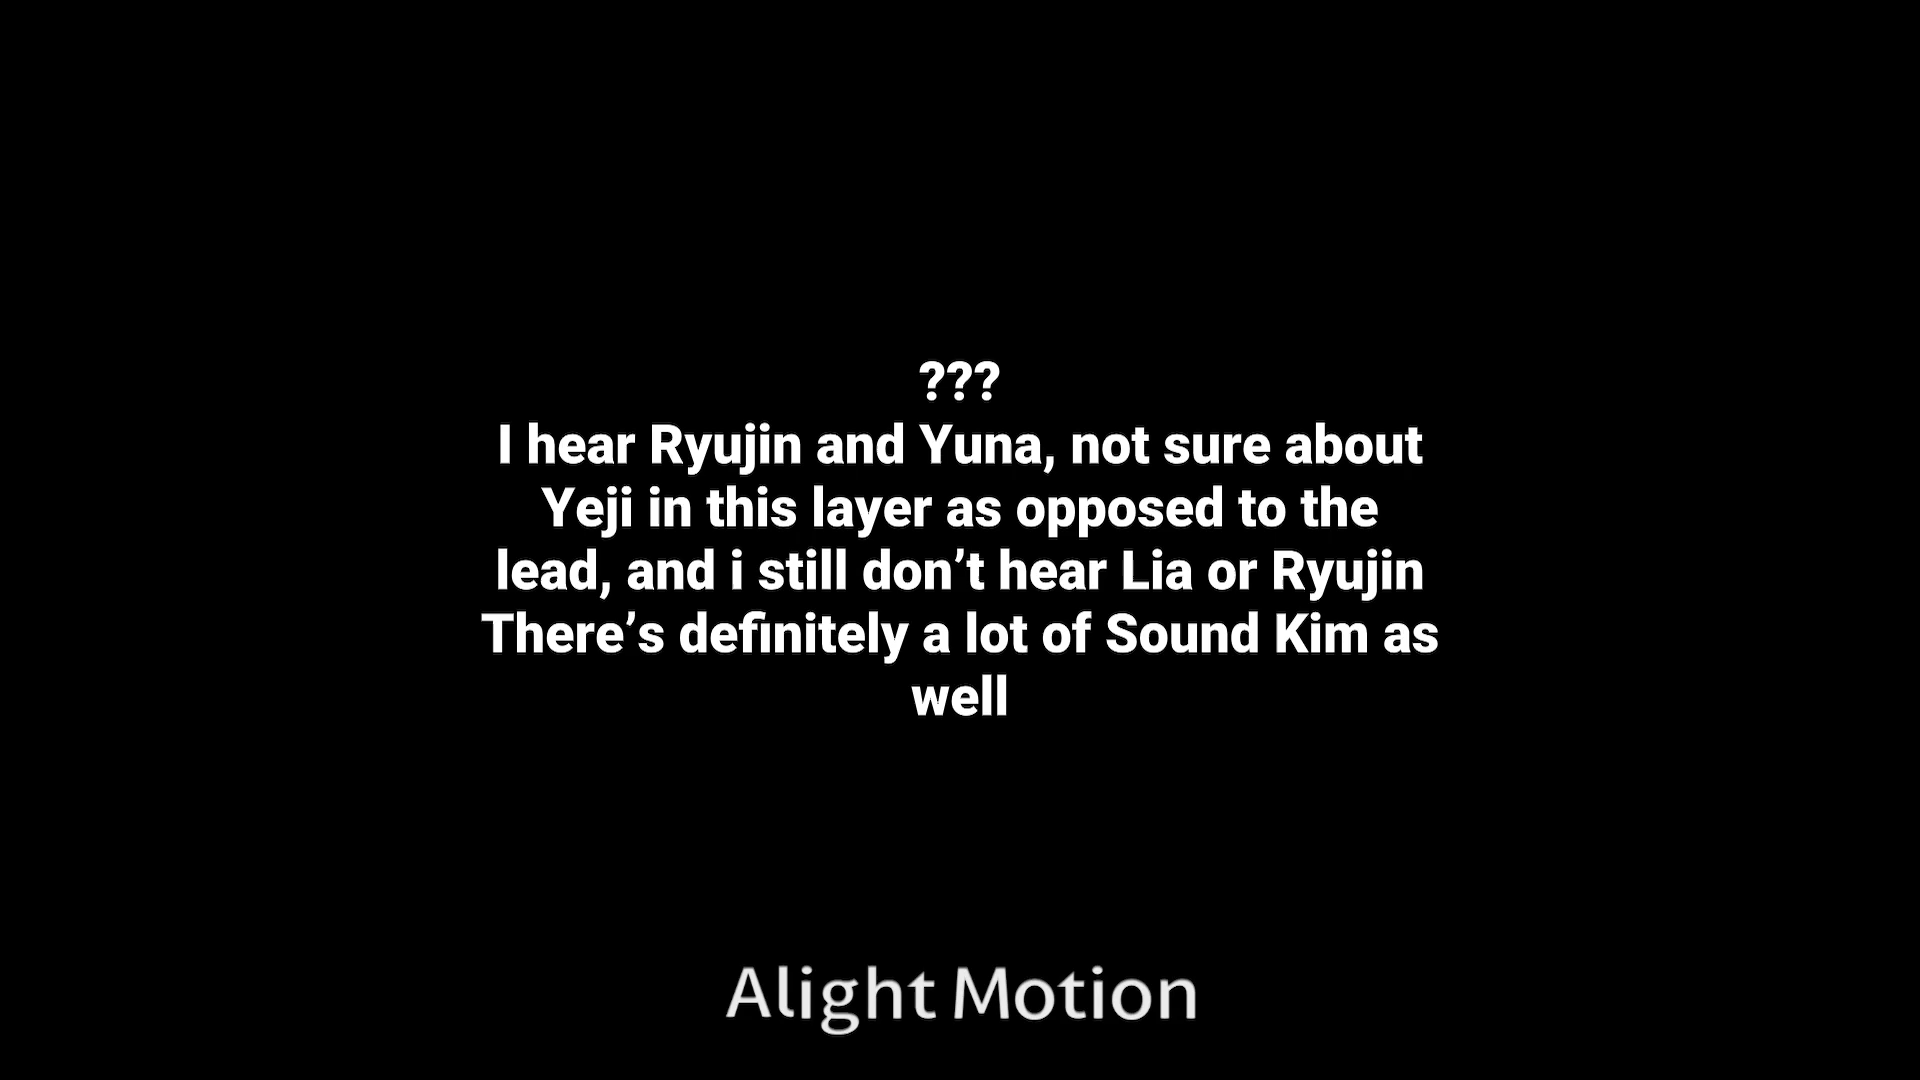 ???
I hear Ryujin and Yuna, not sure about
Yeji in this layer as opposed to the
lead, and i still don’t hear Lia or Ryujin
There’s definitely a lot of Sound Kim as
well
Alight Motion